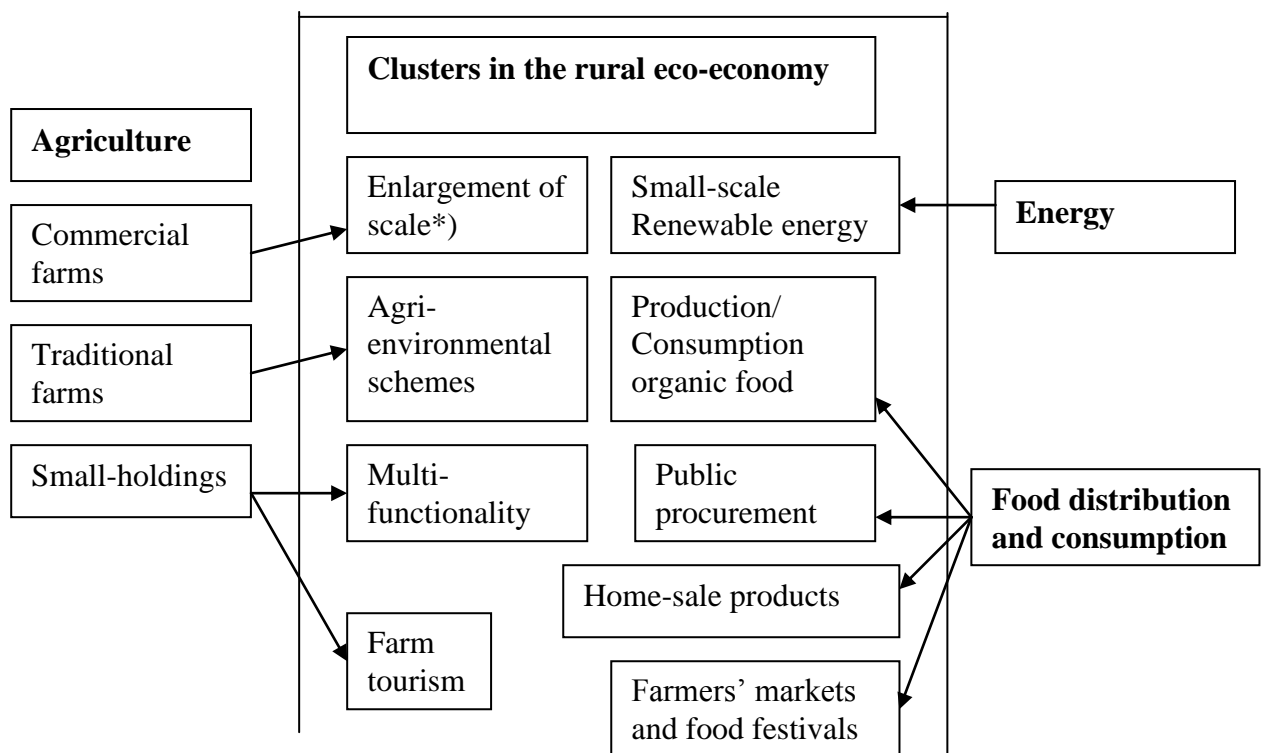 Clusters in the rural eco-economy
Agriculture
Commercial
farms
Traditional
farms
Small-holdings
Enlargement of
scale*)
Agri-
environmental
schemes
Multi-
functionality
Farm
tourism
Small-scale
Renewable energy
Production/
Consumption
organic food
Public
procurement
Home-sale products
Farmers’ markets
and food festivals
Energy
Food distribution
and consumption